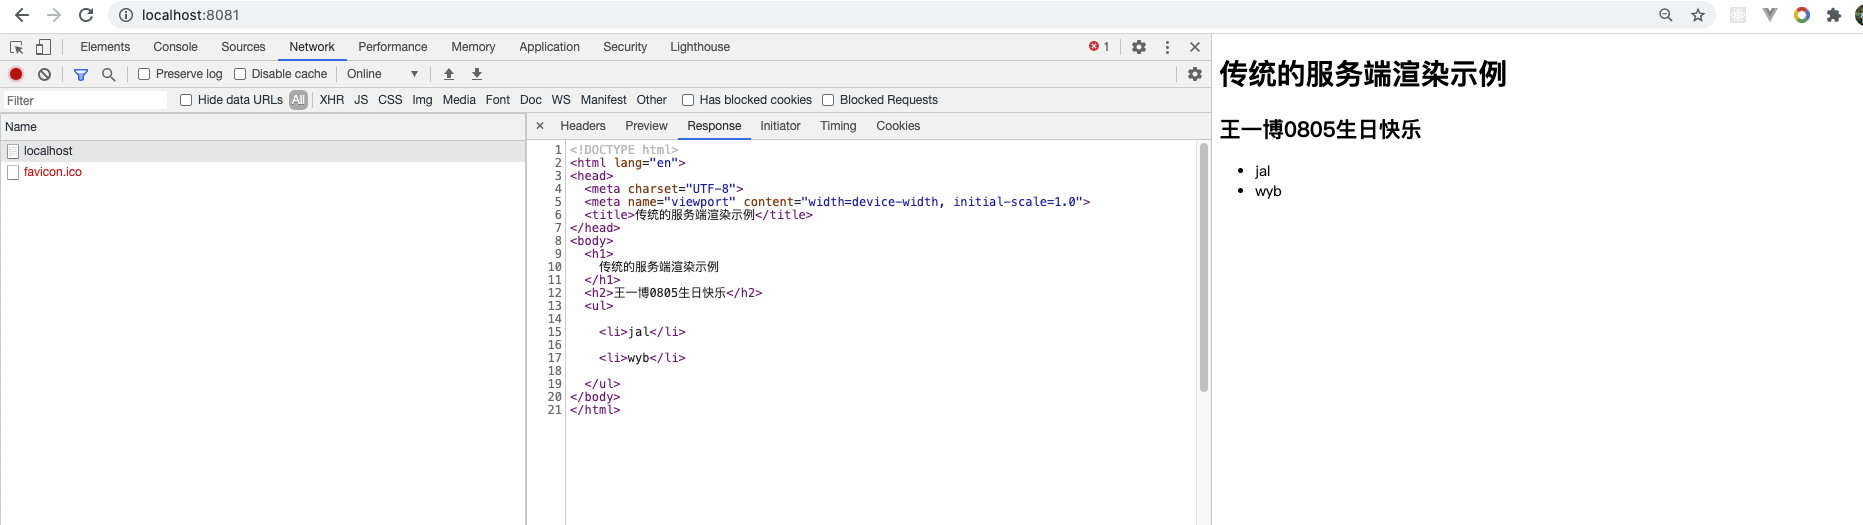 localhost:8081
Elements Console Sources Network Performance Memory Application Security Lighthouse 1
Preserve log Disable cache Online
Filter Hide data URLs All XHR JS CSS Img Media Font Doc WS Manifest Other Has blocked cookies Blocked Requests
Name
localhost
favicon.ico
Headers Preview Response Initiator Timing Cookies
1 <!DOCTYPE html>
2 <html lang="en">
3 <head>
4 <meta charset="UTF-8">
5 <meta name="viewport" content="width=device-width, initial-scale=1.0">
6 <title>传统的服务端渲染示例</title>
7 </head>
8 <body>
9 <h1>
10 传统的服务端渲染示例
11 </h1>
12 <h2>王一博0805生日快乐</h2>
13 <ul>
14
15 <li>jal</li>
16
17 <li>wyb</li>
18
19 </ul>
20 </body>
21 </html>
传统的服务端渲染示例
王一博0805生日快乐
• jal
• wyb